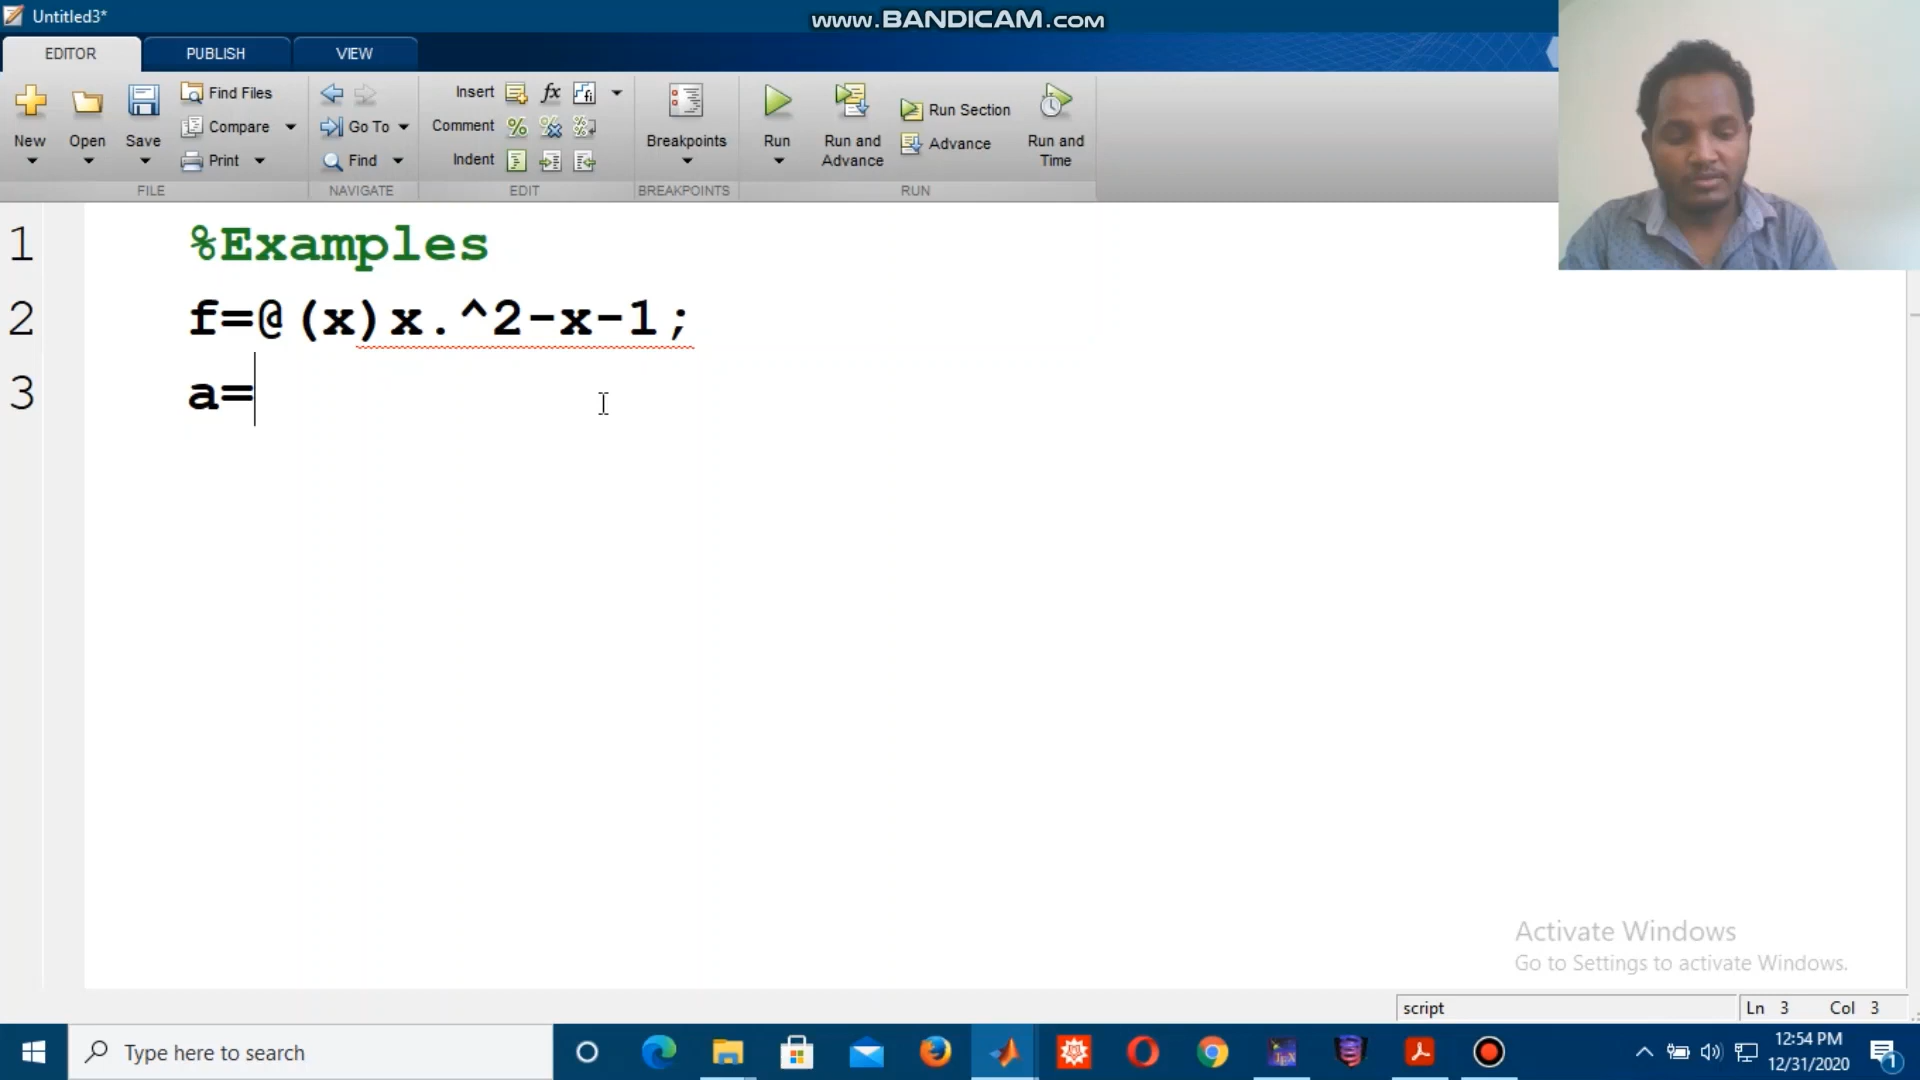 Untitled3*
www.BANDICAM.com
EDITOR
PUBLISH
VIEW
New
Open
Save
Find Files
Compare
Print
FILE
Go To
Find
NAVIGATE
Insert
fx
Comment
Indent
EDIT
Breakpoints
BREAKPOINTS
Run
Run and
Advance
Run Section
Advance
Run and
Time
RUN
1 %Examples
2 f=@(x)x.^2-x-1;
3 a=
Activate Windows
Go to Settings to activate Windows.
script
Ln 3 Col 3
Type here to search
12:54 PM
12/31/2020
1